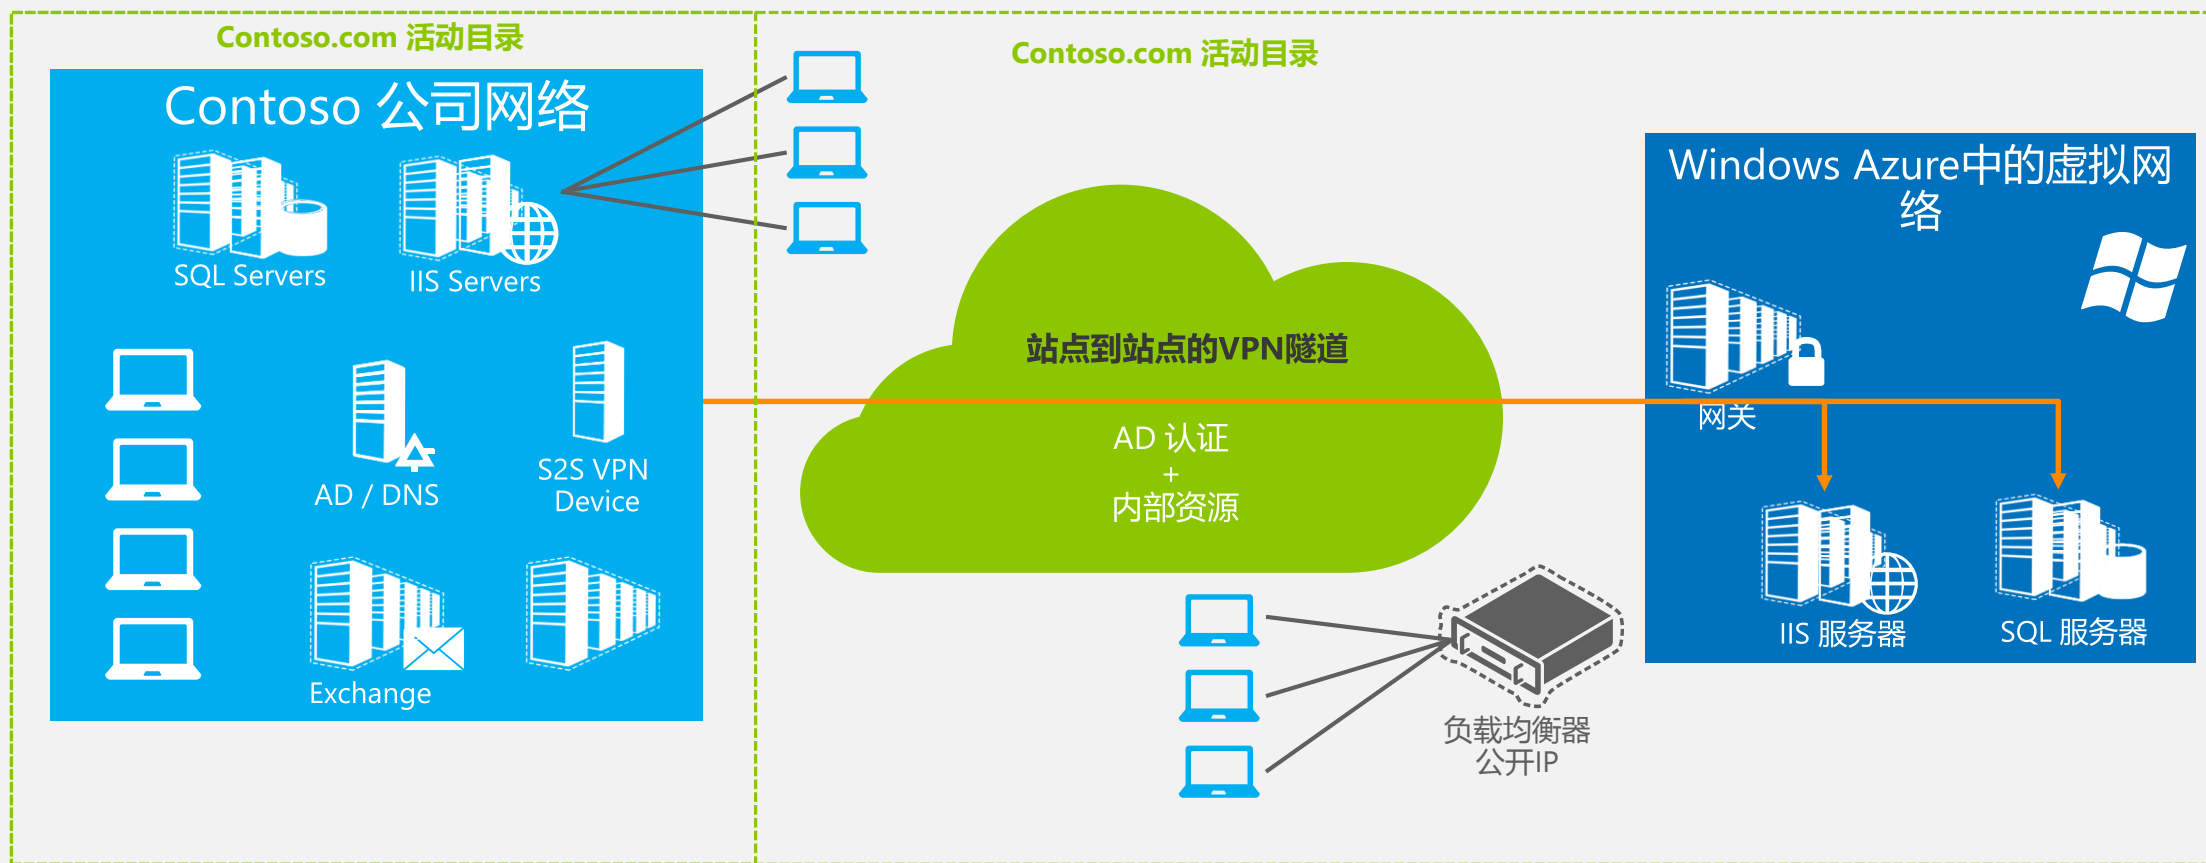 Contoso.com 活动目录
Contoso 公司网络
SQL Servers
IIS Servers
AD / DNS
S2S VPN
Device
Exchange
Contoso.com 活动目录
站点到站点的VPN隧道
AD 认证
+
内部资源
负载均衡器
公开IP
Windows Azure中的虚拟网
络
网关
IIS 服务器
SQL 服务器